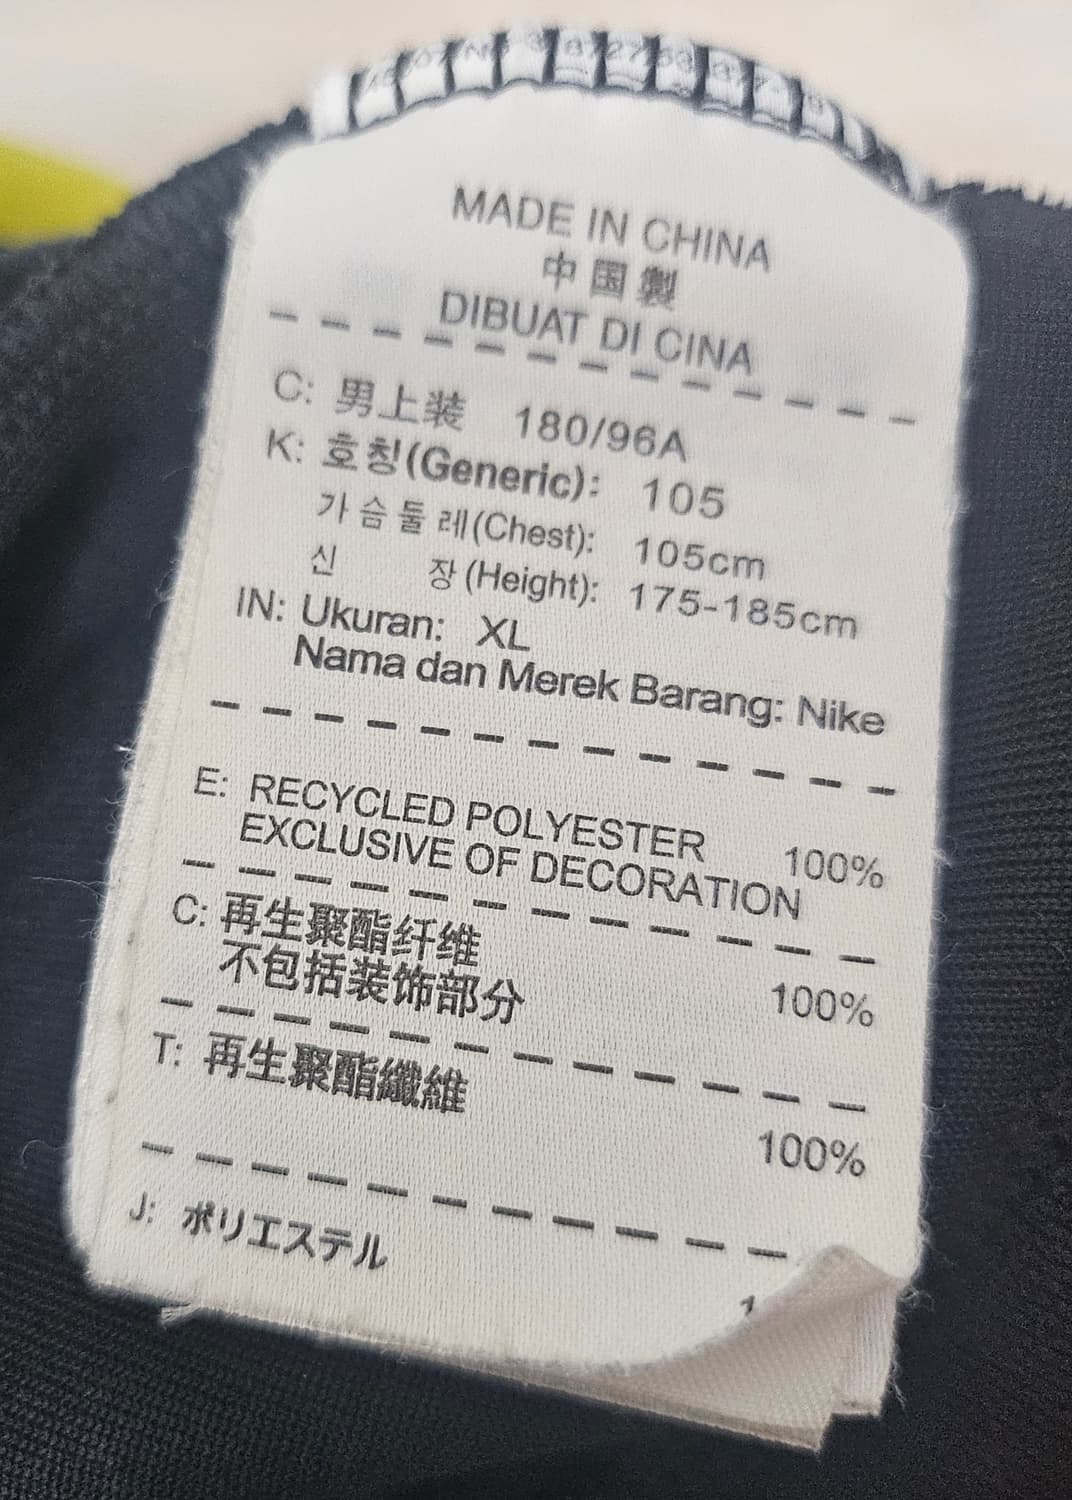 MADE IN CHINA
中国製
DIBUAT DI CINA
C: 男上装 180/96A
K: 호칭(Generic): 105
가슴둘레(Chest): 105cm
신 장(Height): 175-185cm
IN: Ukuran: XL
Nama dan Merek Barang: Nike
E: RECYCLED POLYESTER 100%
EXCLUSIVE OF DECORATION
C: 再生聚酯纤维 100%
不包括装饰部分
T: 再生聚酯纖維 100%
J: ポリエステル 1